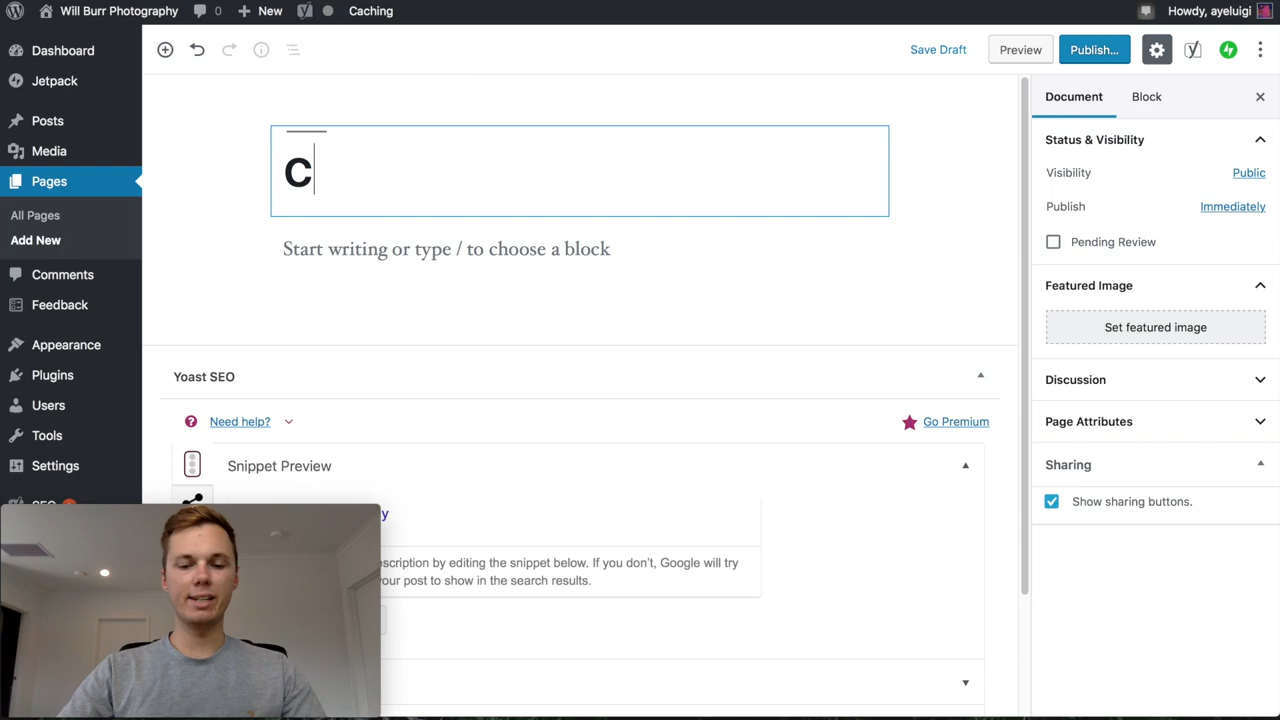 Will Burr Photography 0 New Caching Howdy, ayeluigi
Dashboard
Jetpack
Posts
Media
Pages
All Pages
Add New
Comments
Feedback
Appearance
Plugins
Users
Tools
Settings
Save Draft Preview Publish...
C
Start writing or type / to choose a block
Yoast SEO
Need help? Go Premium
Snippet Preview
by editing the snippet below. If you don't, Google will try
your post to show in the search results.
Document Block
Status & Visibility
Visibility Public
Publish Immediately
Pending Review
Featured Image
Set featured image
Discussion
Page Attributes
Sharing
Show sharing buttons.